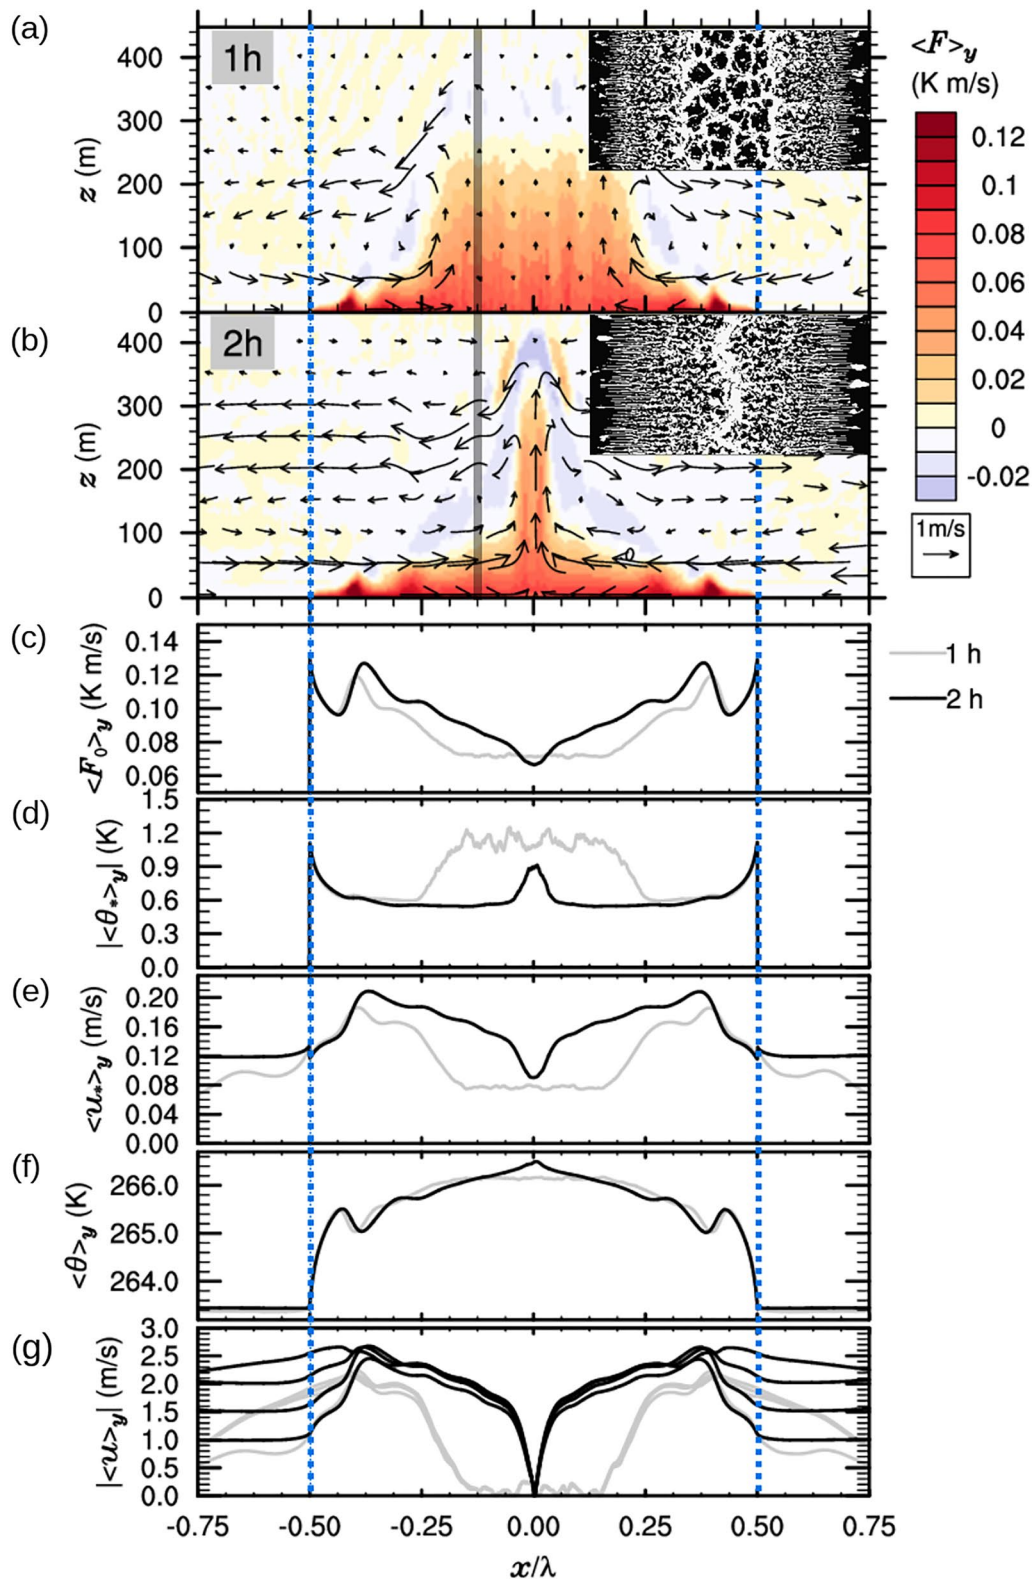 (a)
1h
400
300
200
100
0
z (m)
<F>y
(K m/s)
0.12
0.1
0.08
0.06
0.04
0.02
0
-0.02
1m/s
(b)
2h
400
300
200
100
0
z (m)
(c)
0.14
0.12
0.10
0.08
0.06
<F₀>y (K m/s)
1 h
2 h
(d)
1.5
1.2
0.9
0.6
0.3
0.0
|<θ*>y| (K)
(e)
0.20
0.16
0.12
0.08
0.04
0.00
<u*>y (m/s)
(f)
266.0
265.0
264.0
<θ>y (K)
(g)
3.0
2.5
2.0
1.5
1.0
0.5
0.0
|<u>y| (m/s)
-0.75 -0.50 -0.25 0.00 0.25 0.50 0.75
x/λ